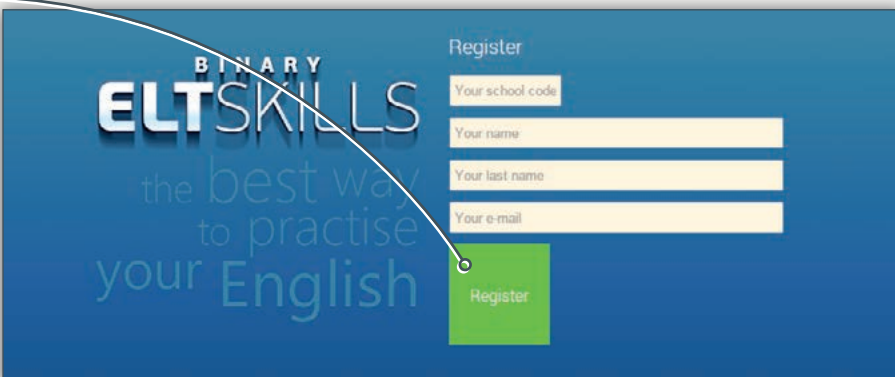 BINARY
ELTSKILLS
the best way
to practise
your English
Register
Your school code
Your name
Your last name
Your e-mail
Register